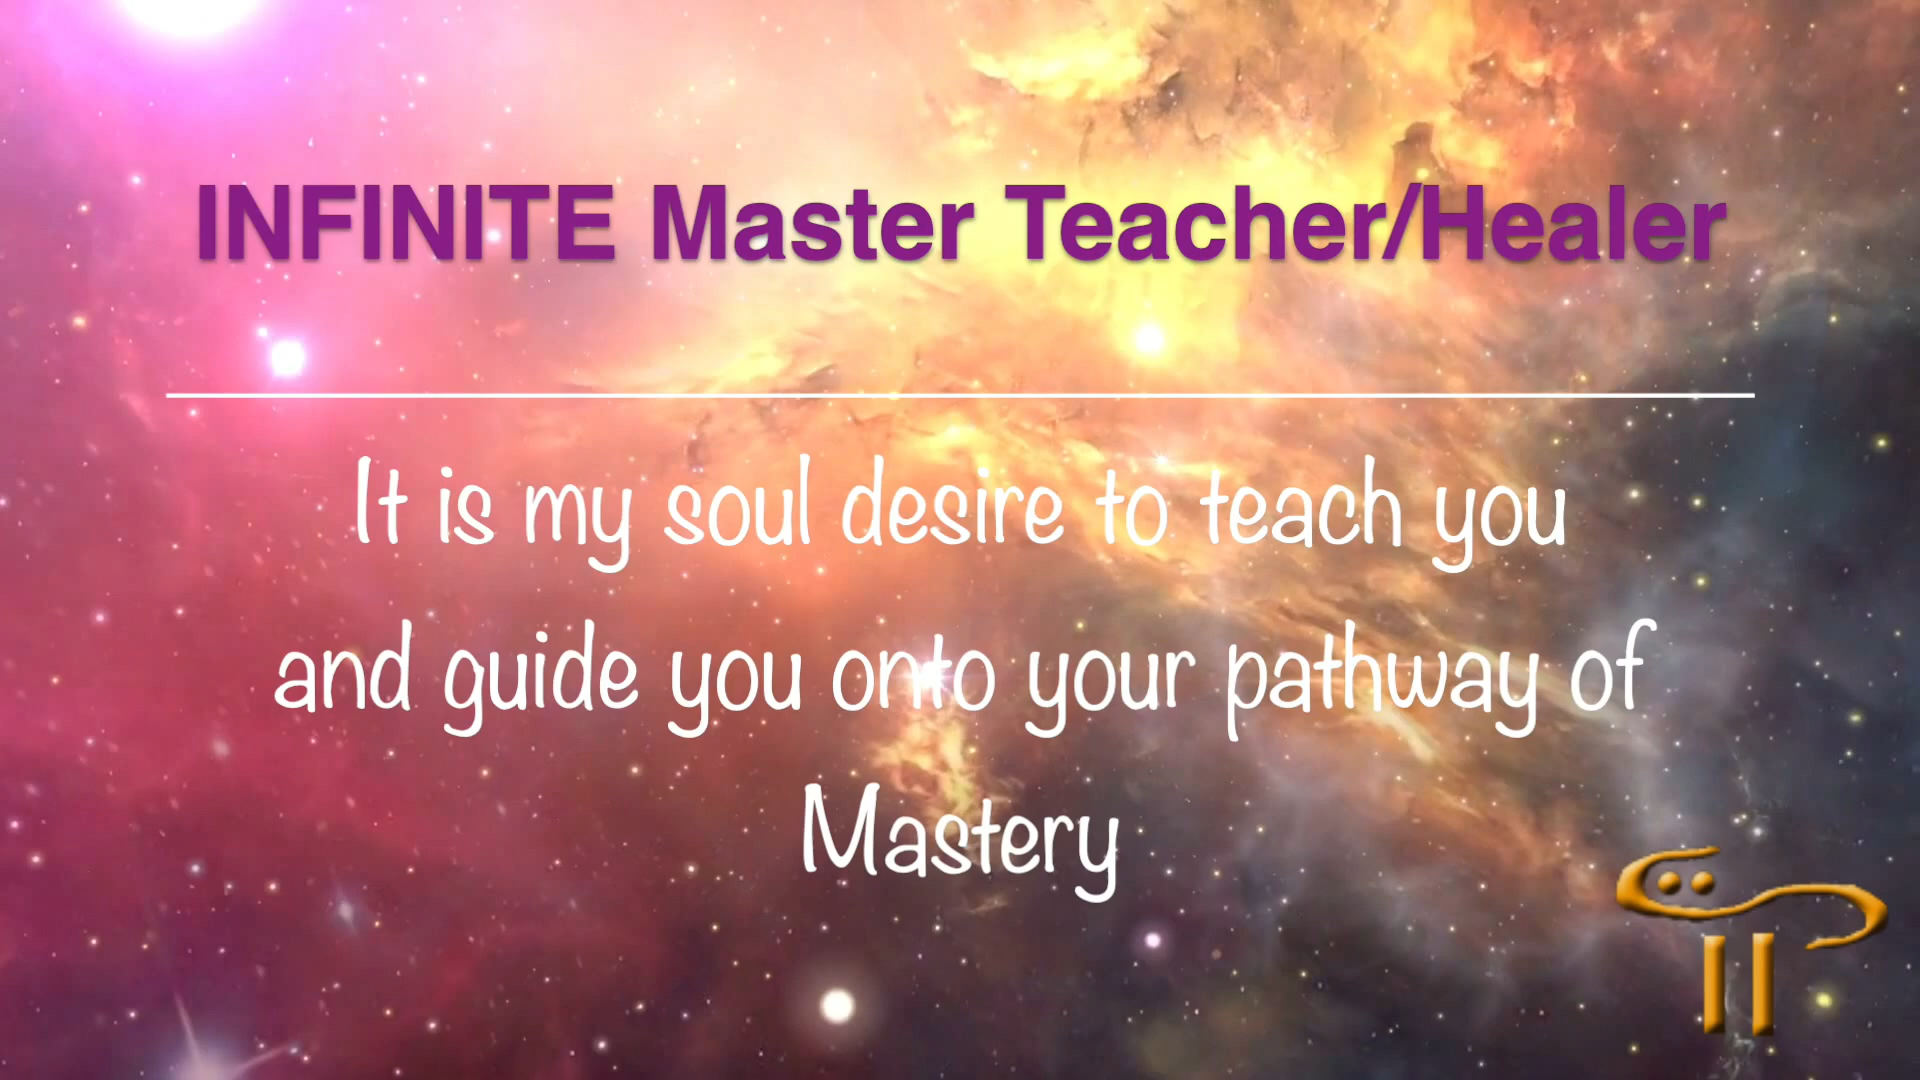 INFINITE Master Teacher/Healer
It is my soul desire to teach you
and guide you onto your pathway of
Mastery